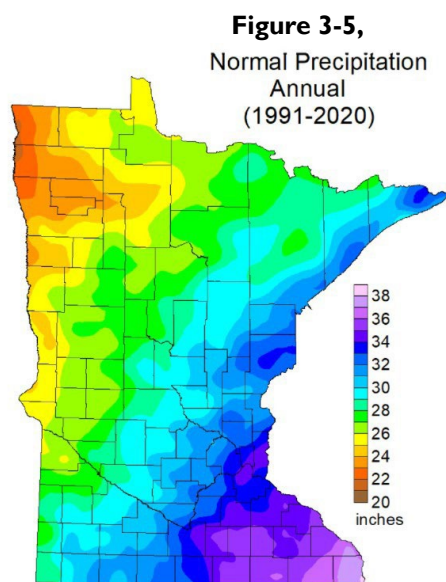 Figure 3-5,
Normal Precipitation
Annual
(1991-2020)
38
36
34
32
30
28
26
24
22
20
inches